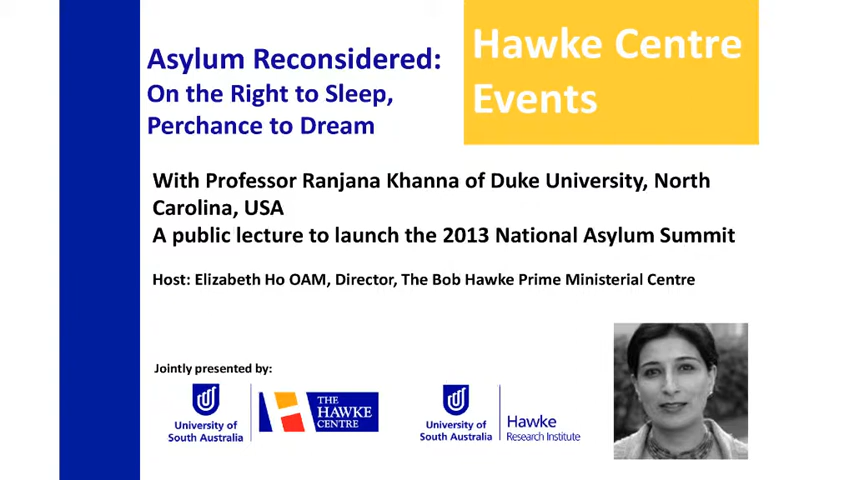 Asylum Reconsidered:
On the Right to Sleep,
Perchance to Dream
Hawke Centre
Events
With Professor Ranjana Khanna of Duke University, North
Carolina, USA
A public lecture to launch the 2013 National Asylum Summit
Host: Elizabeth Ho OAM, Director, The Bob Hawke Prime Ministerial Centre
Jointly presented by:
University of
South Australia
THE
HAWKE
CENTRE
University of
South Australia
Hawke
Research Institute